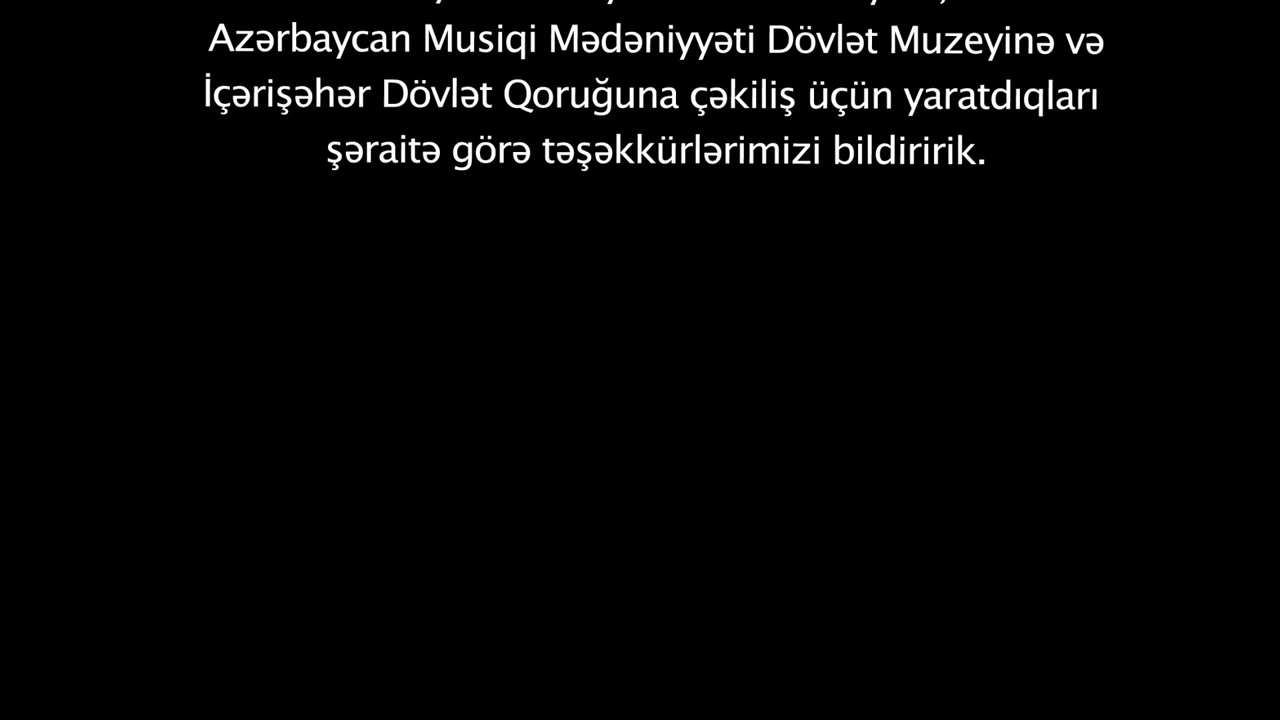 Azərbaycan Musiqi Mədəniyyəti Dövlət Muzeyinə və
İçərişəhər Dövlət Qoruğuna çəkiliş üçün yaratdıqları
şəraitə görə təşəkkürlərimizi bildiririk.